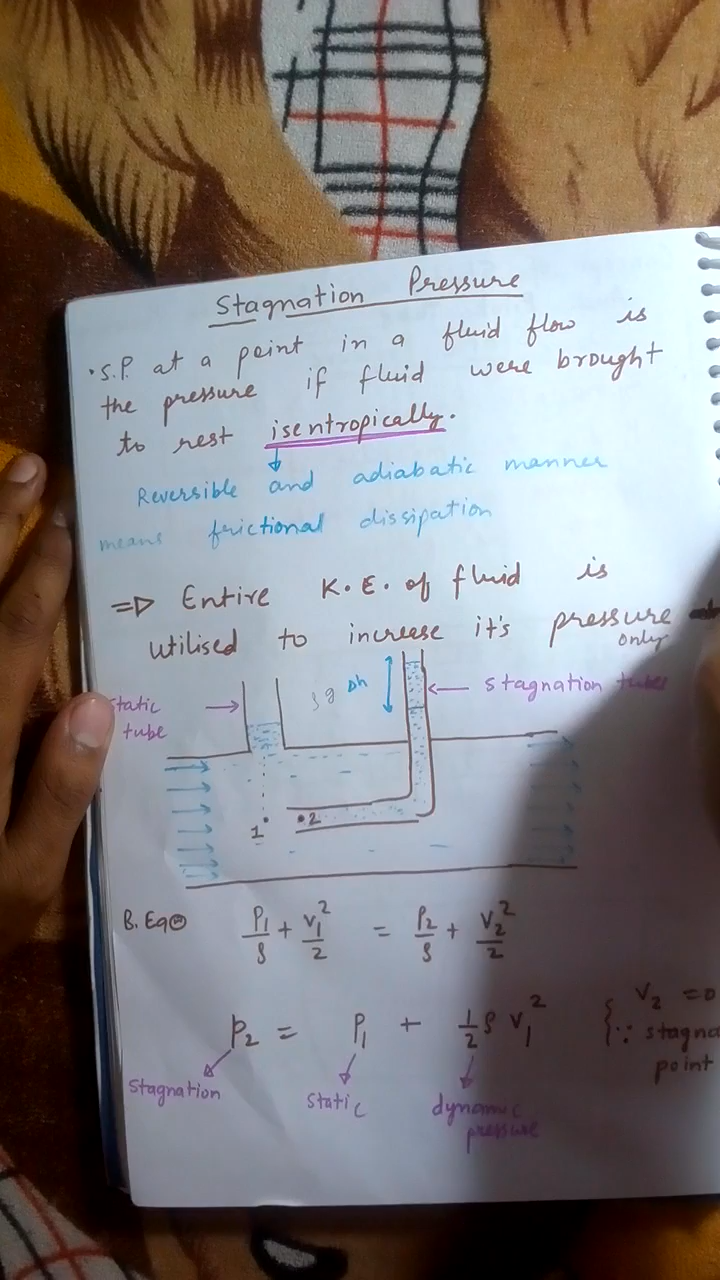 Stagnation Pressure
• S.P. at a point in a fluid flow is
the pressure if fluid were brought
to rest isentropically.
Reversible and adiabatic manner
means frictional dissipation
=> Entire K.E. of fluid is
utilised to increase it's pressure
only
Static tube → ρg Δh ← stagnation tube
1 • • 2
B. Eqn P₁/ρ + v₁²/2 = P₂/ρ + v₂²/2
P₂ = P₁ + 1/2 ρ v₁² { ∵ v₂ = 0 stagna point
Stagnation static dynamic pressure